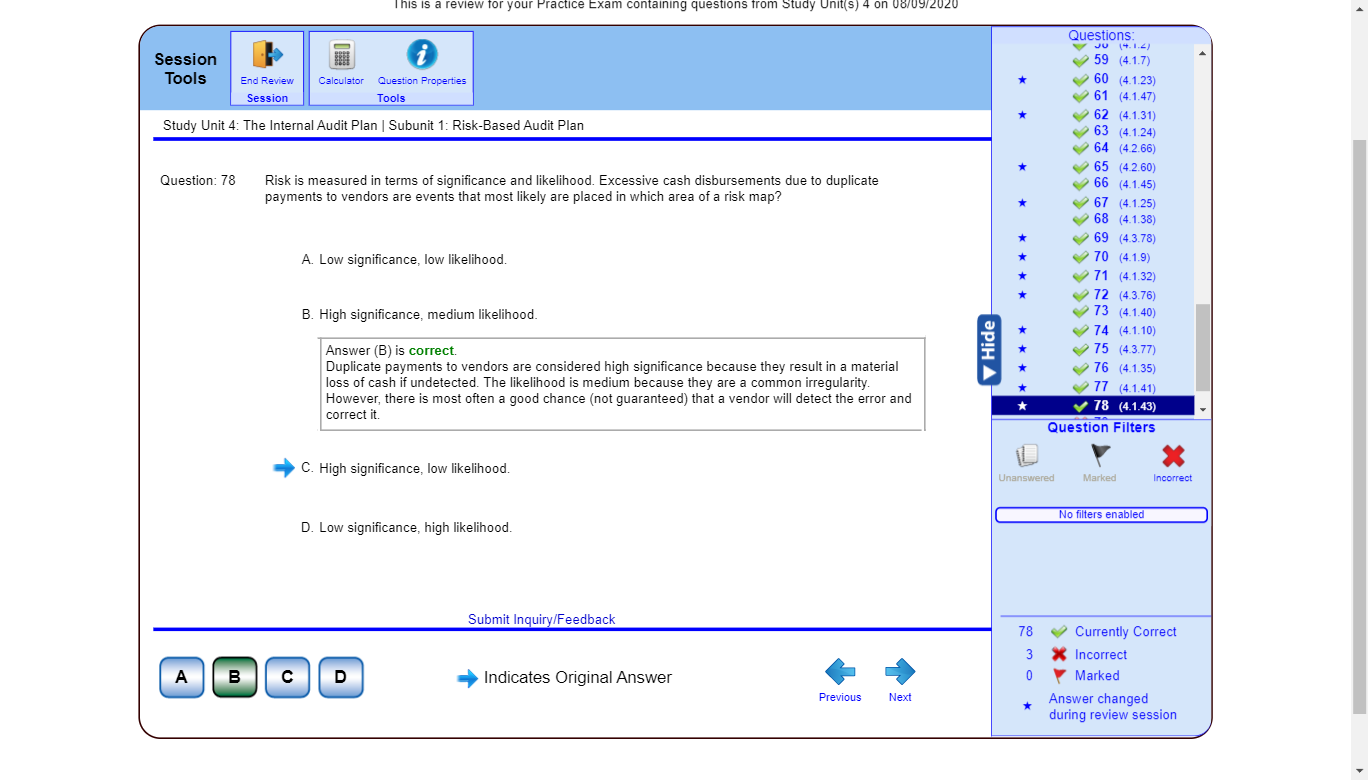 This is a review for your Practice Exam containing questions from Study Unit(s) 4 on 08/09/2020
Session Tools
End Review
Session
Calculator
Question Properties
Tools
Study Unit 4: The Internal Audit Plan | Subunit 1: Risk-Based Audit Plan
Question: 78
Risk is measured in terms of significance and likelihood. Excessive cash disbursements due to duplicate
payments to vendors are events that most likely are placed in which area of a risk map?
A. Low significance, low likelihood.
B. High significance, medium likelihood.
Answer (B) is correct.
Duplicate payments to vendors are considered high significance because they result in a material
loss of cash if undetected. The likelihood is medium because they are a common irregularity.
However, there is most often a good chance (not guaranteed) that a vendor will detect the error and
correct it.
C. High significance, low likelihood.
D. Low significance, high likelihood.
Submit Inquiry/Feedback
A B C D
Indicates Original Answer
Previous
Next
Questions:
58 (4.1.2)
59 (4.1.7)
★ 60 (4.1.23)
61 (4.1.47)
★ 62 (4.1.31)
63 (4.1.24)
64 (4.2.66)
★ 65 (4.2.60)
66 (4.1.45)
★ 67 (4.1.25)
68 (4.1.38)
★ 69 (4.3.78)
★ 70 (4.1.9)
★ 71 (4.1.32)
★ 72 (4.3.76)
73 (4.1.40)
★ 74 (4.1.10)
★ 75 (4.3.77)
★ 76 (4.1.35)
★ 77 (4.1.41)
★ 78 (4.1.43)
Hide
Question Filters
Unanswered
Marked
Incorrect
No filters enabled
78 Currently Correct
3 Incorrect
0 Marked
★ Answer changed
during review session